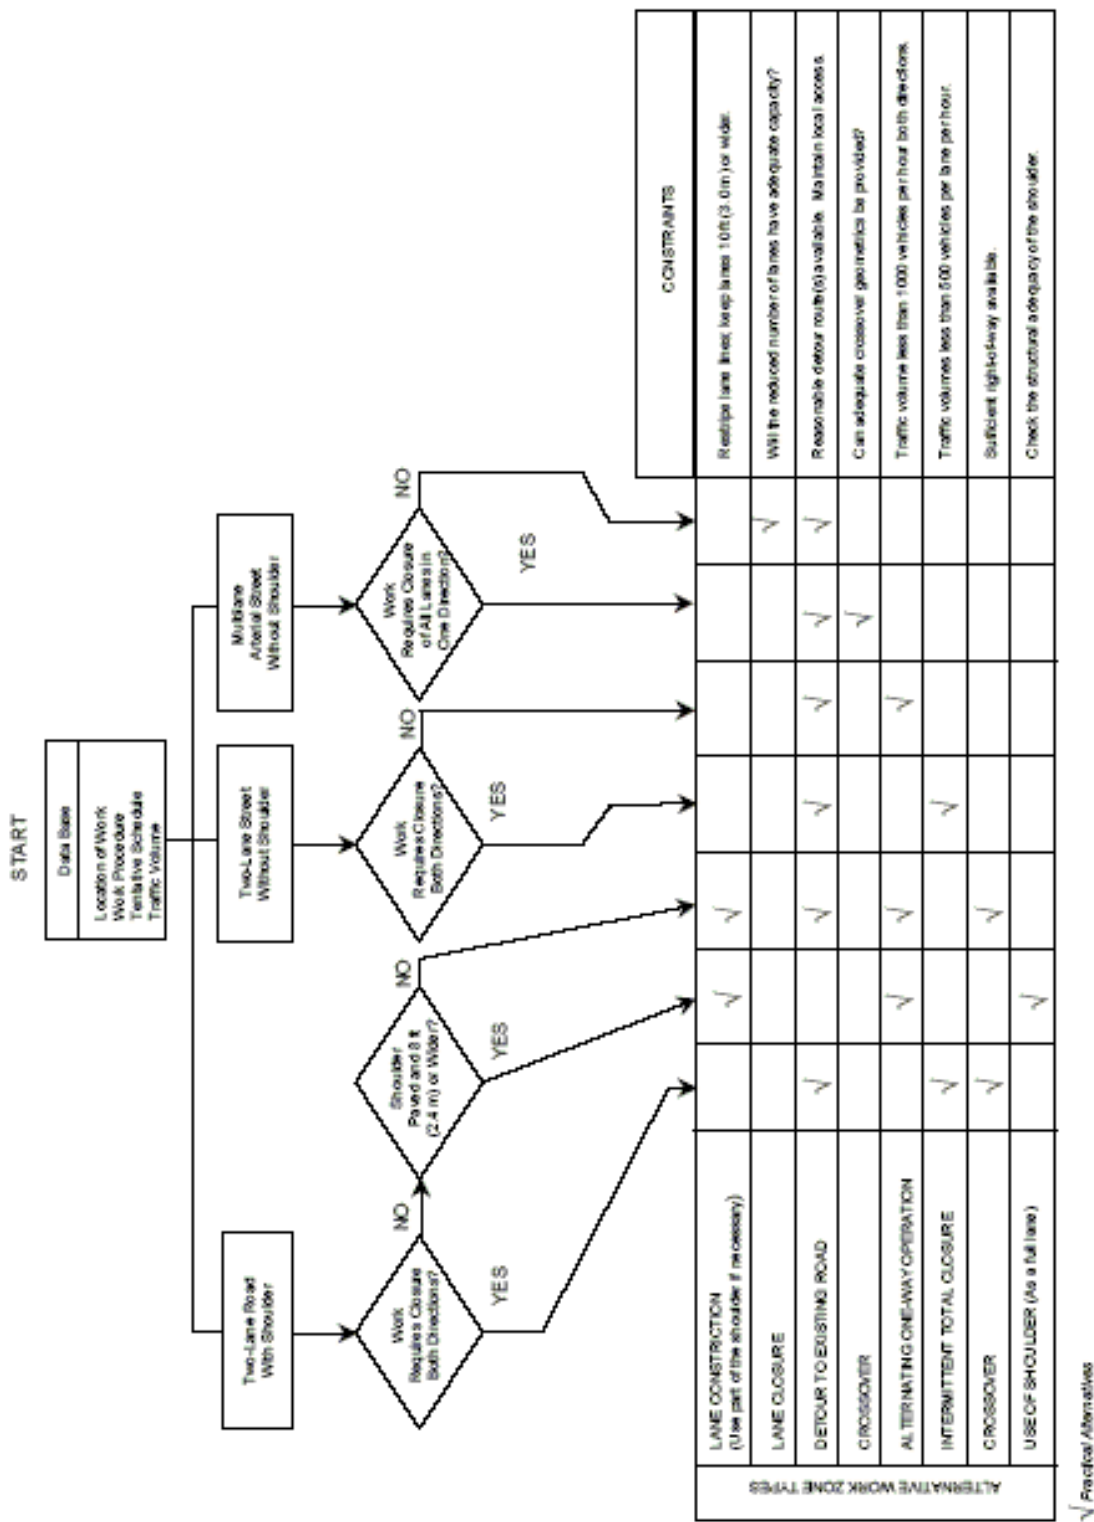 START
Data Base
Location of Work
Work Procedure
Tentative Schedule
Traffic Volume
Two-Lane Road
With Shoulder
Two-Lane Street
Without Shoulder
Multilane
Arterial Street
Without Shoulder
Work
Requires Closure
Both Directions?
NO
YES
Shoulder
Paved and 8 ft
(2.4 m) or Wider?
NO
YES
Work
Requires Closure
Both Directions?
NO
YES
Work
Requires Closure
of All Lanes in
One Direction?
NO
YES
CONSTRAINTS
ALTERNATIVE WORK ZONE TYPES
LANE CONSTRICTION
(Use part of the shoulder if necessary)
√ √
Restripe lane lines; keep lanes 10 ft (3.0 m) or wider.
LANE CLOSURE
√
Will the reduced number of lanes have adequate capacity?
DETOUR TO EXISTING ROAD
√ √ √ √ √ √
Reasonable detour route(s) available. Maintain local access.
CROSSOVER
√
Can adequate crossover geometrics be provided?
ALTERNATING ONE-WAY OPERATION
√ √ √
Traffic volume less than 1000 vehicles per hour both directions.
INTERMITTENT TOTAL CLOSURE
√ √
Traffic volumes less than 500 vehicles per lane per hour.
CROSSOVER
√ √
Sufficient right-of-way available.
USE OF SHOULDER (As a full lane)
√
Check the structural adequacy of the shoulder.
√ Practical Alternatives